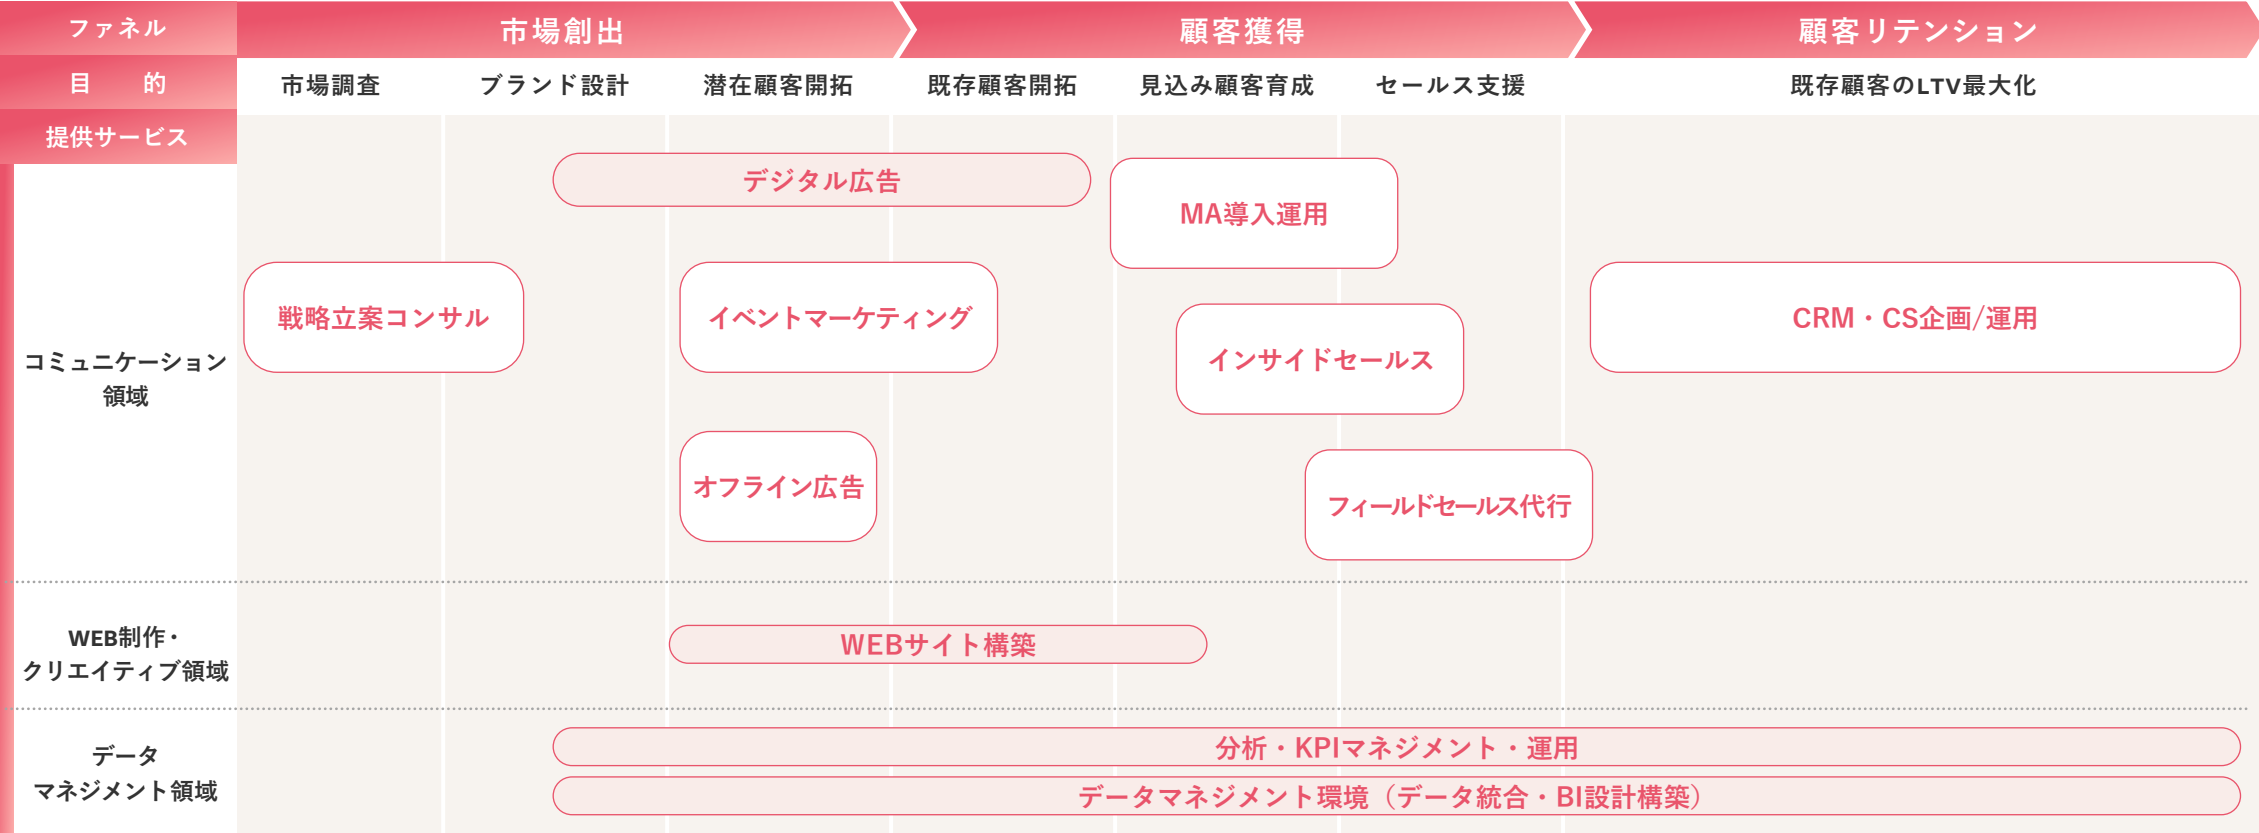 ファネル
市場創出
顧客獲得
顧客リテンション
目　的
市場調査
ブランド設計
潜在顧客開拓
既存顧客開拓
見込み顧客育成
セールス支援
既存顧客のLTV最大化
提供サービス
コミュニケーション
領域
デジタル広告
MA導入運用
戦略立案コンサル
イベントマーケティング
CRM・CS企画/運用
インサイドセールス
オフライン広告
フィールドセールス代行
WEB制作・
クリエイティブ領域
WEBサイト構築
データ
マネジメント領域
分析・KPIマネジメント・運用
データマネジメント環境（データ統合・BI設計構築）